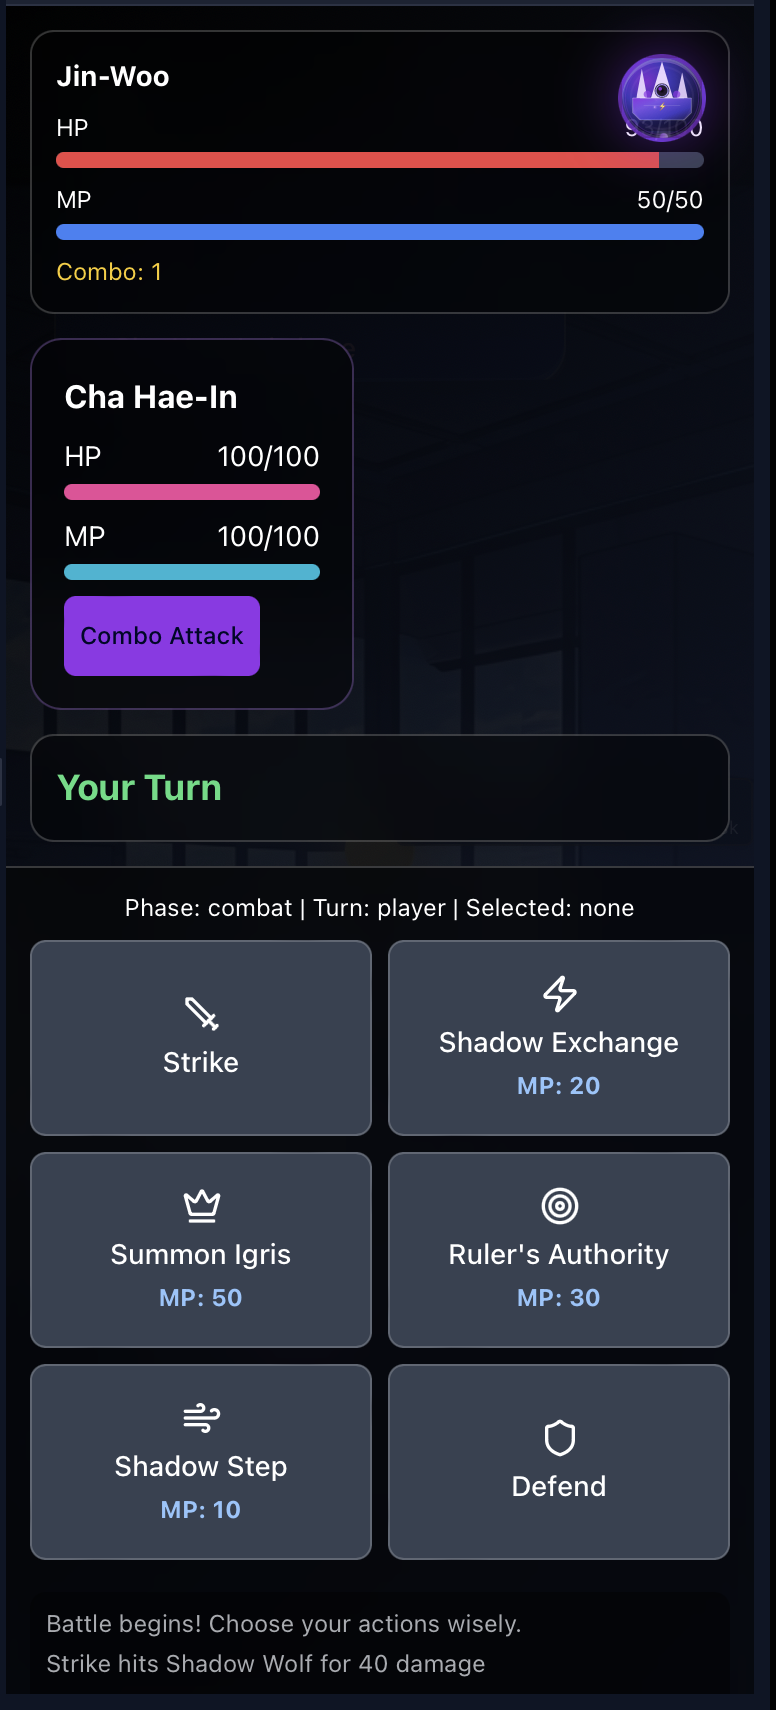 Jin-Woo
HP
MP 50/50
Combo: 1
Cha Hae-In
HP 100/100
MP 100/100
Combo Attack
Your Turn
Phase: combat | Turn: player | Selected: none
Strike
Shadow Exchange
MP: 20
Summon Igris
MP: 50
Ruler's Authority
MP: 30
Shadow Step
MP: 10
Defend
Battle begins! Choose your actions wisely.
Strike hits Shadow Wolf for 40 damage